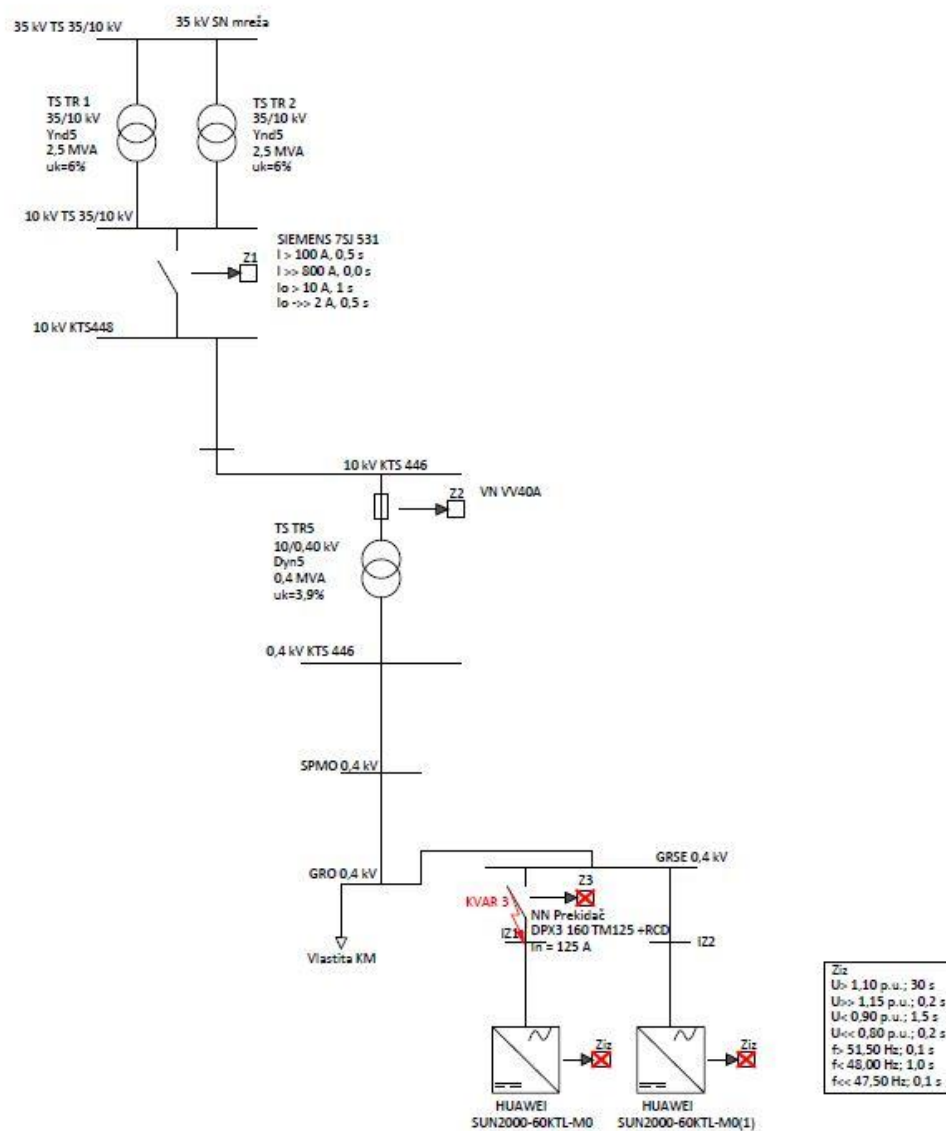 35 kV TS 35/10 kV
35 kV SN mreža
TS TR 1
35/10 kV
Ynd5
2,5 MVA
uk=6%
TS TR 2
35/10 kV
Ynd5
2,5 MVA
uk=6%
10 kV TS 35/10 kV
Z1
SIEMENS 7SJ 531
I > 100 A, 0,5 s
I >> 800 A, 0,0 s
Io > 10 A, 1 s
Io ->> 2 A, 0,5 s
10 kV KTS448
10 kV KTS 446
Z2
VN VV40A
TS TR5
10/0,40 kV
Dyn5
0,4 MVA
uk=3,9%
0,4 kV KTS 446
SPMO 0,4 kV
GRO 0,4 kV
Vlastita KM
GRSE 0,4 kV
Z3
KVAR 3
NN Prekidač
DPX3 160 TM125 +RCD
In = 125 A
IZ1
IZ2
Ziz
Ziz
HUAWEI
SUN2000-60KTL-M0
HUAWEI
SUN2000-60KTL-M0(1)
Ziz
U> 1,10 p.u.; 30 s
U>> 1,15 p.u.; 0,2 s
U< 0,90 p.u.; 1,5 s
U<< 0,80 p.u.; 0,2 s
f> 51,50 Hz; 0,1 s
f< 48,00 Hz; 1,0 s
f<< 47,50 Hz; 0,1 s